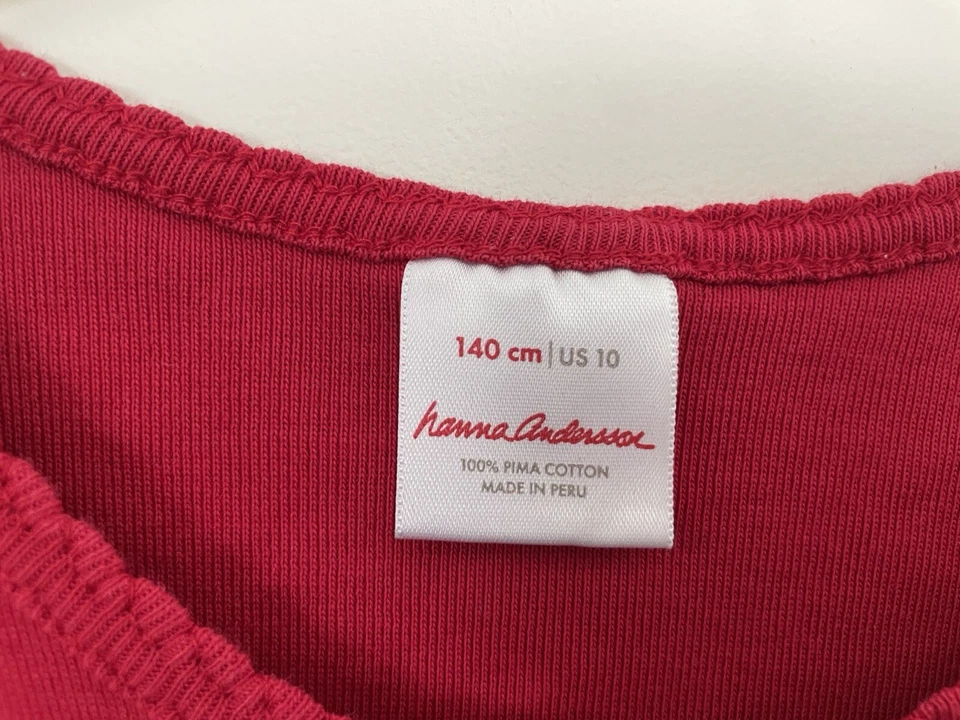 140 cm | US 10
hanna andersson
100% PIMA COTTON
MADE IN PERU